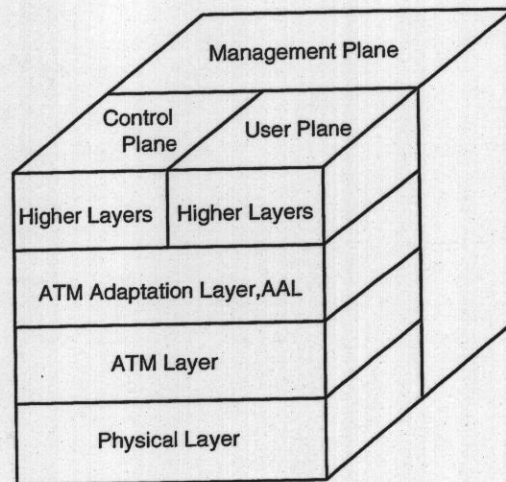 Management Plane
Control
Plane
User Plane
Higher Layers
Higher Layers
ATM Adaptation Layer,AAL
ATM Layer
Physical Layer